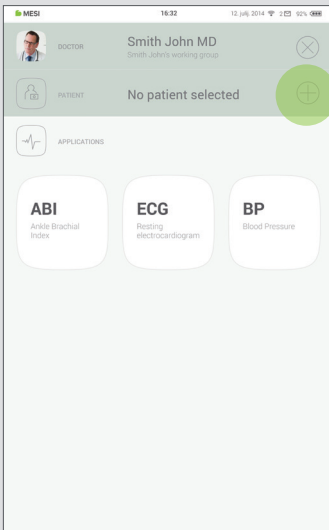 MESI 16:32 12. julij. 2014 2 92%
DOCTOR
Smith John MD
Smith John's working group
PATIENT
No patient selected
APPLICATIONS
ABI
Ankle Brachial
Index
ECG
Resting
electrocardiogram
BP
Blood Pressure